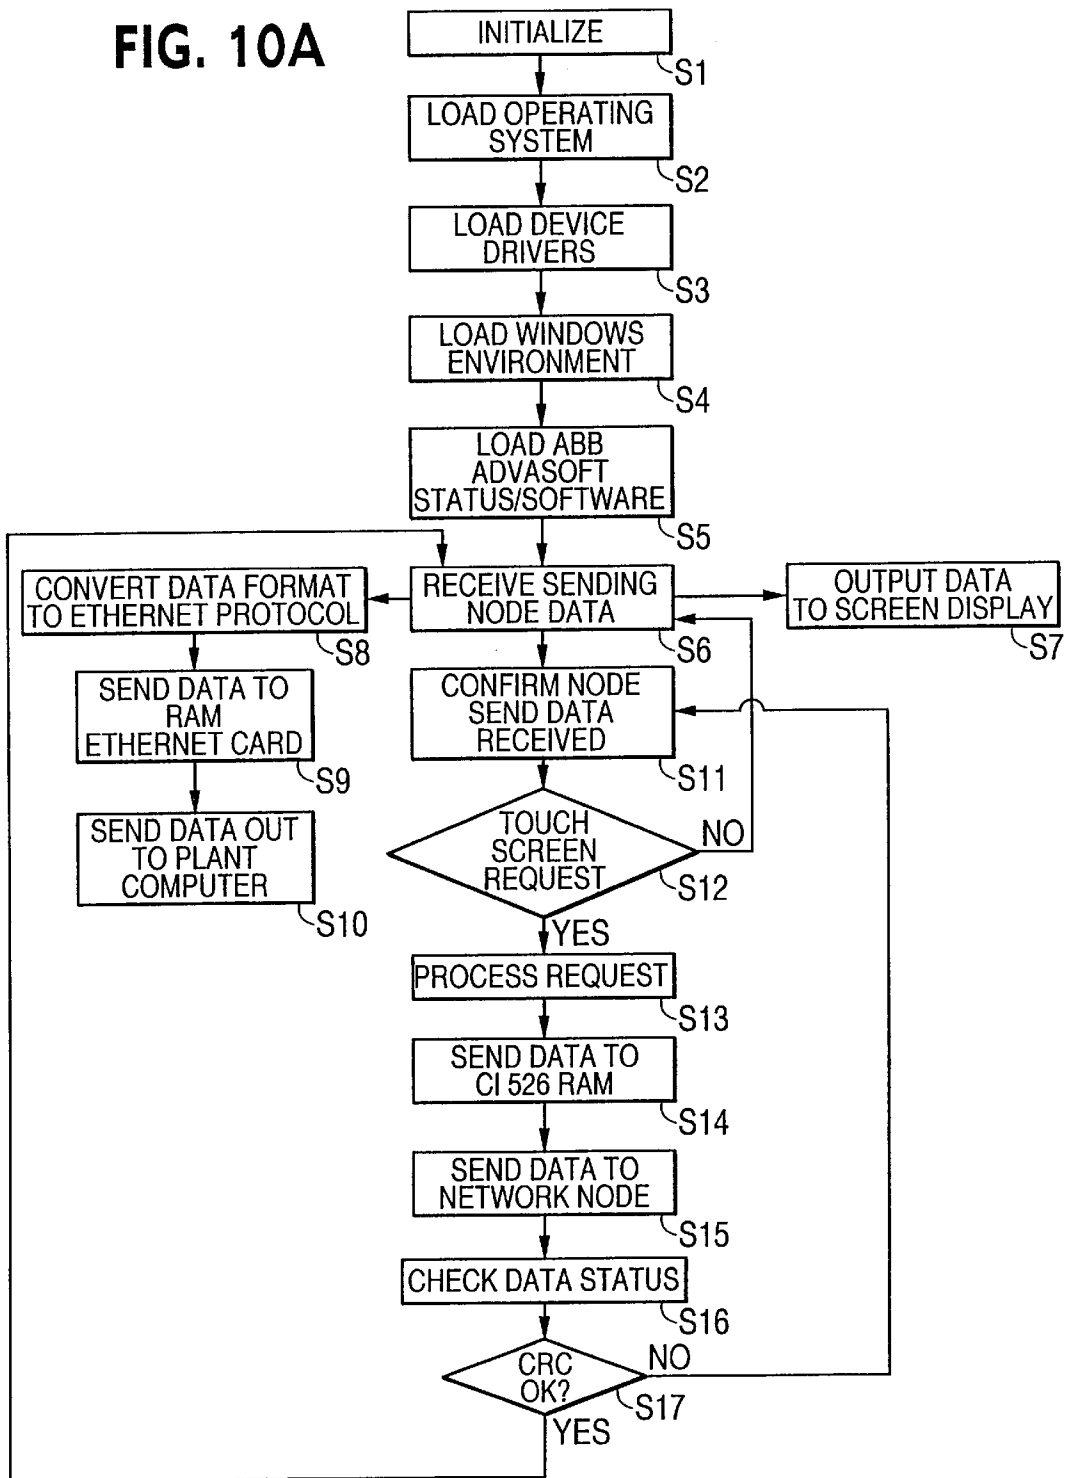 FIG. 10A
INITIALIZE
S1
LOAD OPERATING
SYSTEM
S2
LOAD DEVICE
DRIVERS
S3
LOAD WINDOWS
ENVIRONMENT
S4
LOAD ABB
ADVASOFT
STATUS/SOFTWARE
S5
RECEIVE SENDING
NODE DATA
S6
OUTPUT DATA
TO SCREEN DISPLAY
S7
CONVERT DATA FORMAT
TO ETHERNET PROTOCOL
S8
SEND DATA TO
RAM
ETHERNET CARD
S9
SEND DATA OUT
TO PLANT
COMPUTER
S10
CONFIRM NODE
SEND DATA
RECEIVED
S11
TOUCH
SCREEN
REQUEST
S12
NO
YES
PROCESS REQUEST
S13
SEND DATA TO
CI 526 RAM
S14
SEND DATA TO
NETWORK NODE
S15
CHECK DATA STATUS
S16
CRC
OK?
S17
NO
YES